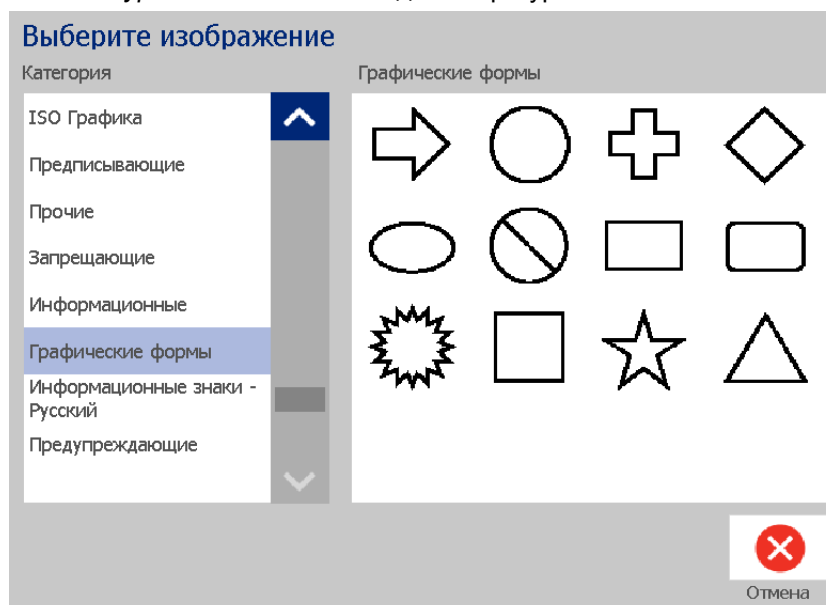 Выберите изображение
Категория
Графические формы
ISO Графика
Предписывающие
Прочие
Запрещающие
Информационные
Графические формы
Информационные знаки -
Русский
Предупреждающие
Отмена